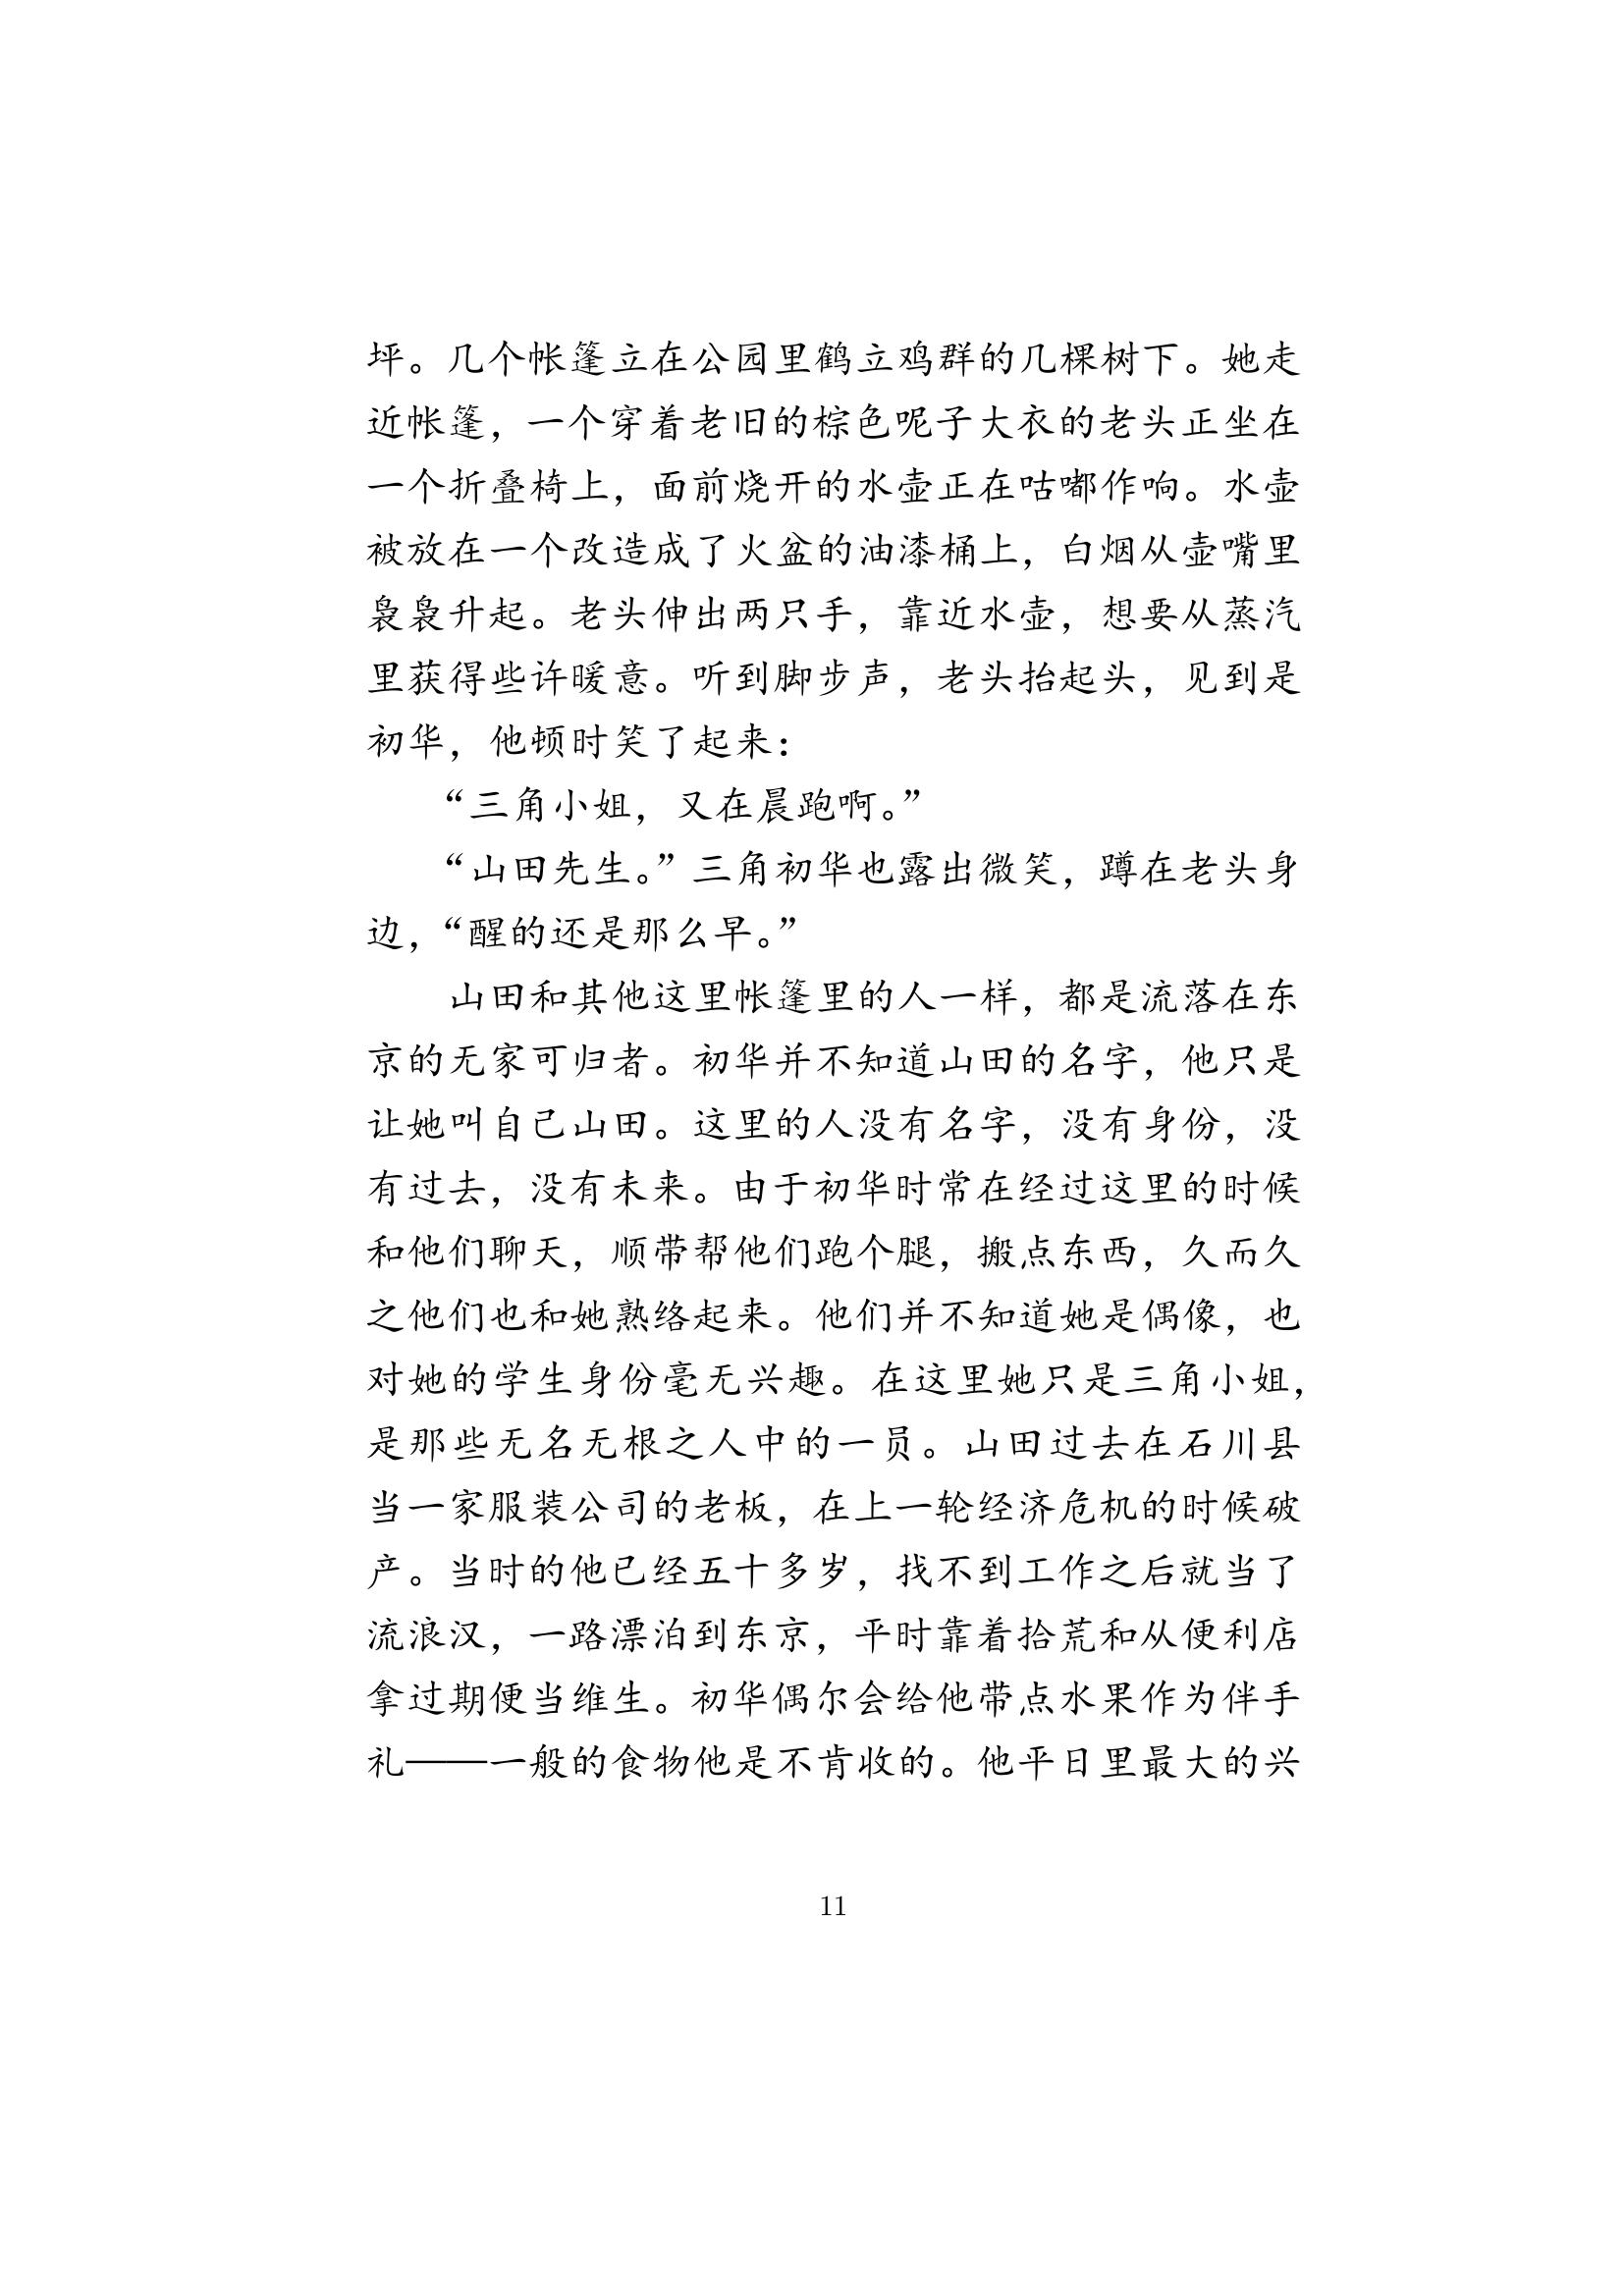 坪。几个帐篷立在公园里鹤立鸡群的几棵树下。她走
近帐篷，一个穿着老旧的棕色呢子大衣的老头正坐在
一个折叠椅上，面前烧开的水壶正在咕嘟作响。水壶
被放在一个改造成了火盆的油漆桶上，白烟从壶嘴里
袅袅升起。老头伸出两只手，靠近水壶，想要从蒸汽
里获得些许暖意。听到脚步声，老头抬起头，见到是
初华，他顿时笑了起来：
“三角小姐，又在晨跑啊。”
“山田先生。”三角初华也露出微笑，蹲在老头身
边，“醒的还是那么早。”
山田和其他这里帐篷里的人一样，都是流落在东
京的无家可归者。初华并不知道山田的名字，他只是
让她叫自己山田。这里的人没有名字，没有身份，没
有过去，没有未来。由于初华时常在经过这里的时候
和他们聊天，顺带帮他们跑个腿，搬点东西，久而久
之他们也和她熟络起来。他们并不知道她是偶像，也
对她的学生身份毫无兴趣。在这里她只是三角小姐，
是那些无名无根之人中的一员。山田过去在石川县
当一家服装公司的老板，在上一轮经济危机的时候破
产。当时的他已经五十多岁，找不到工作之后就当了
流浪汉，一路漂泊到东京，平时靠着拾荒和从便利店
拿过期便当维生。初华偶尔会给他带点水果作为伴手
礼——一般的食物他是不肯收的。他平日里最大的兴
11